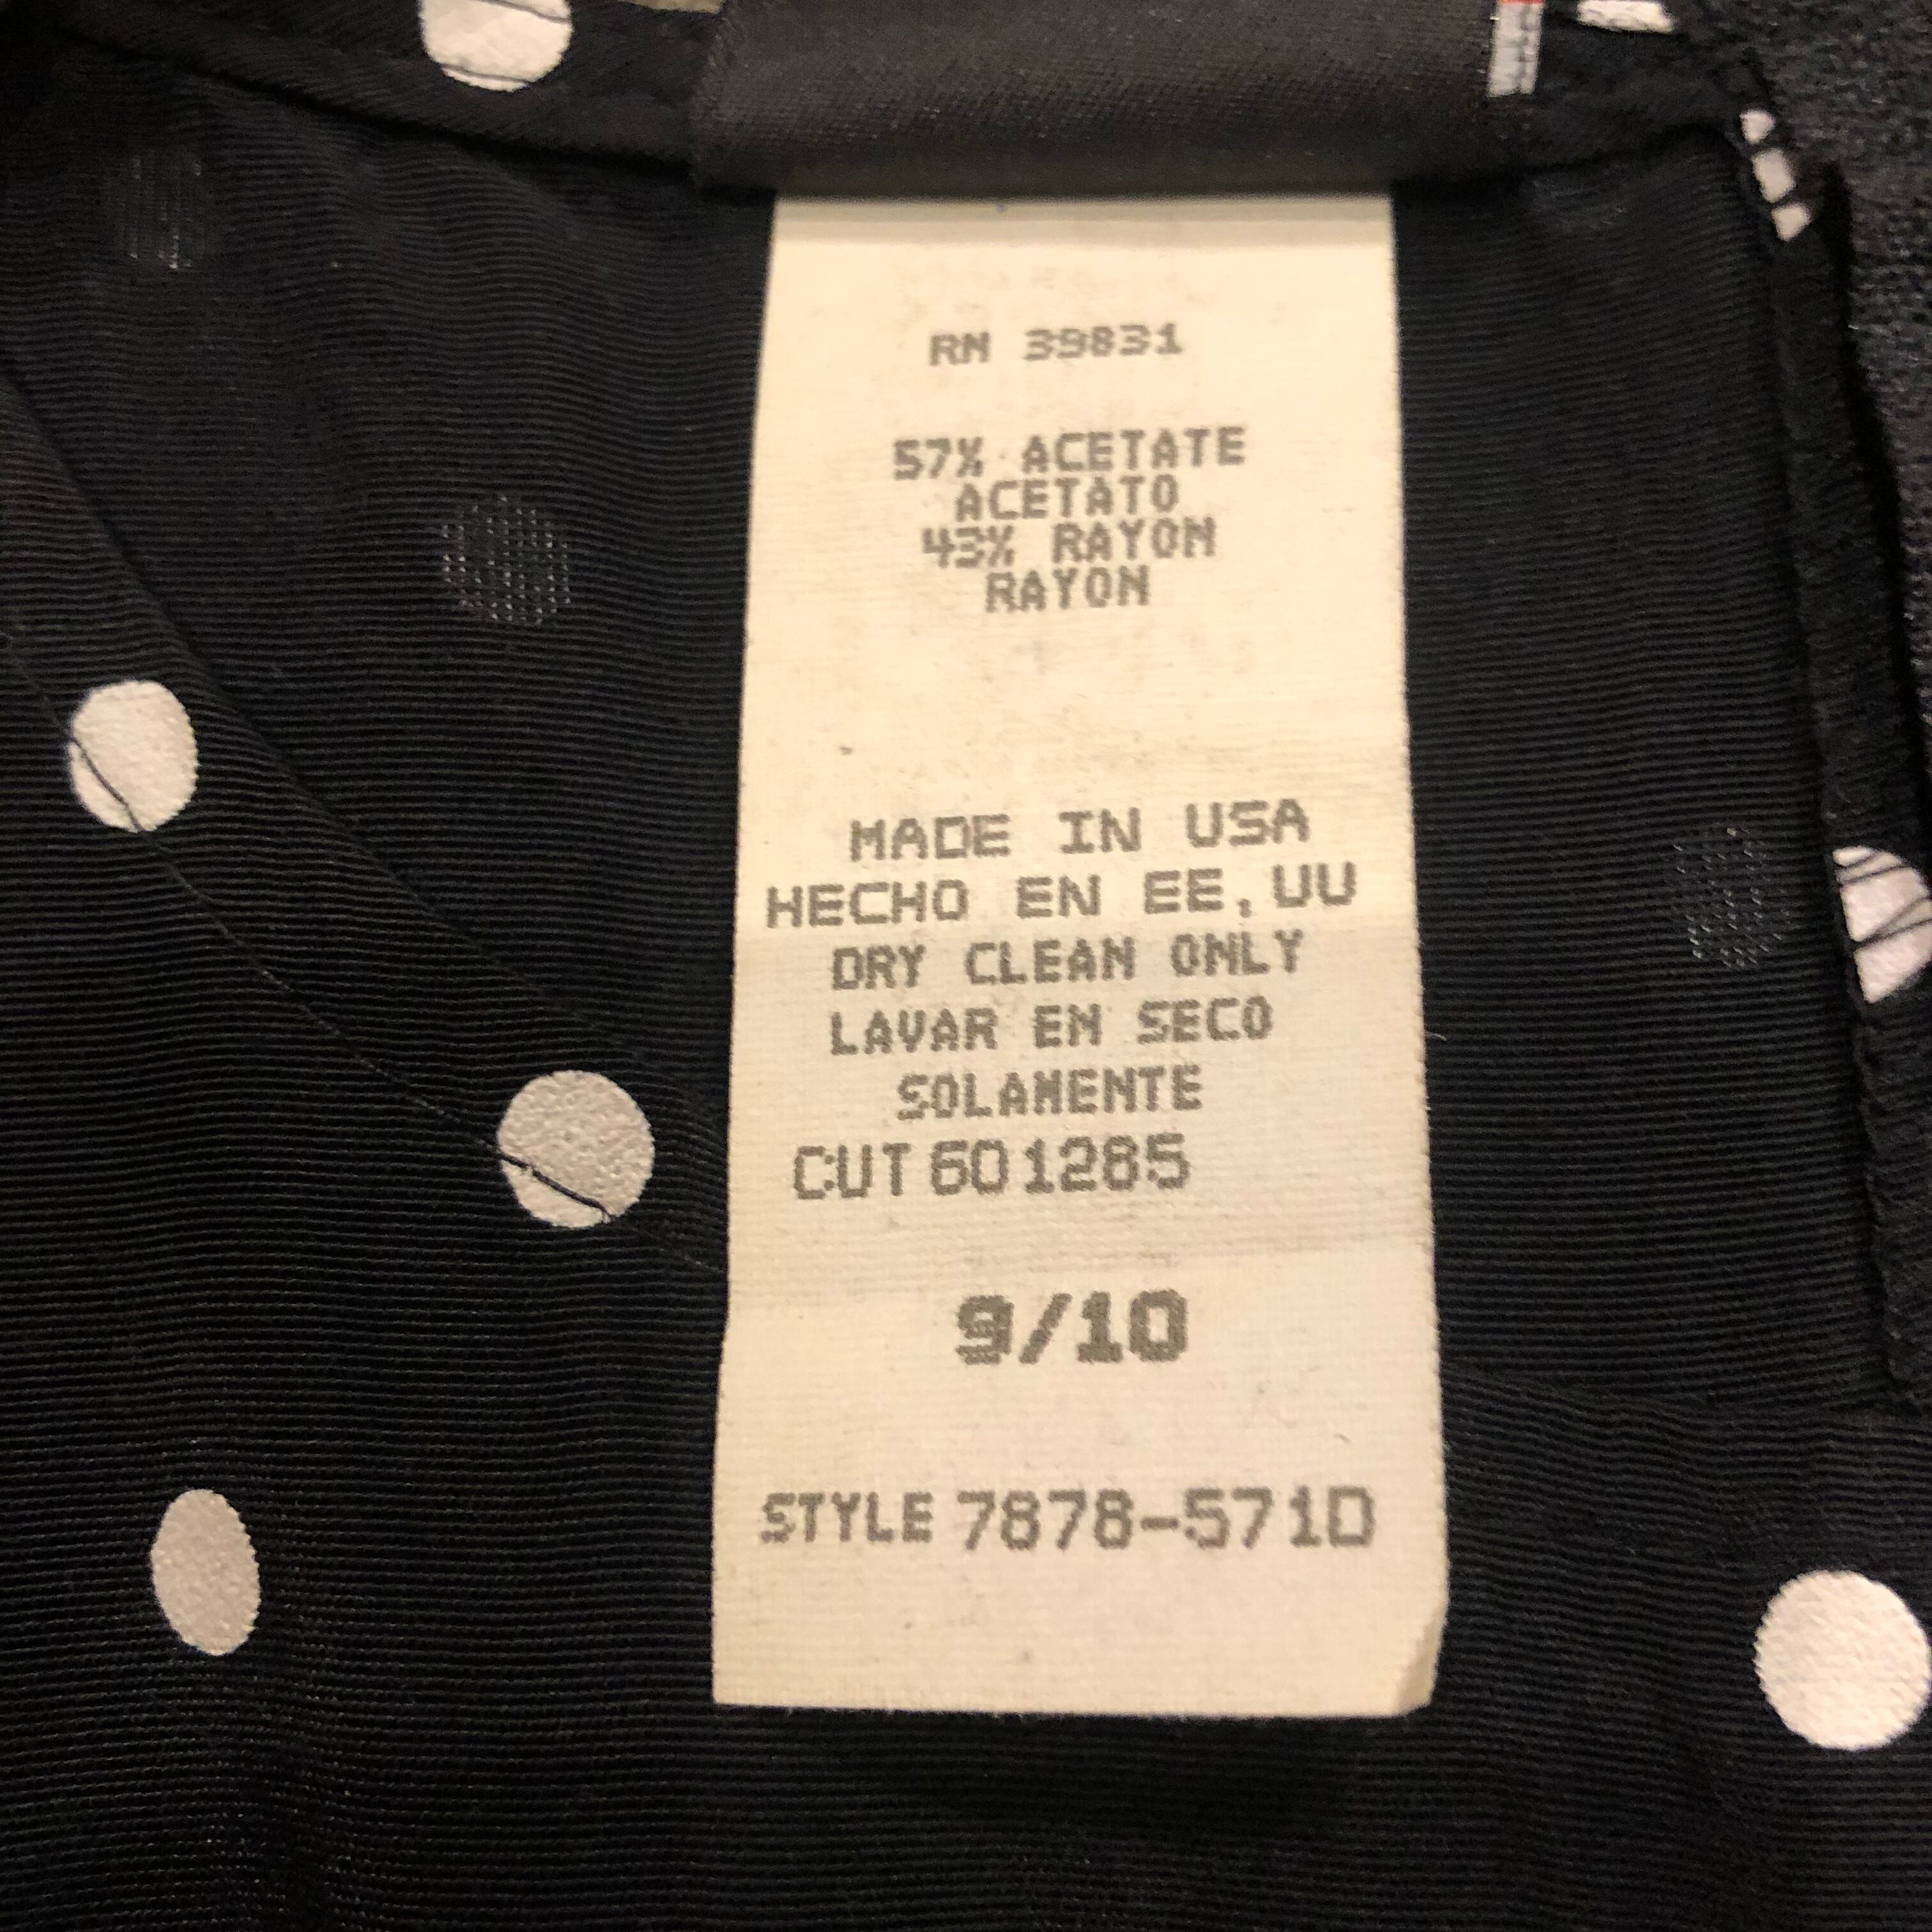 RN 39831
57% ACETATE
ACETATO
43% RAYON
RAYON
MADE IN USA
HECHO EN EE,UU
DRY CLEAN ONLY
LAVAR EN SECO
SOLAMENTE
CUT 601285
9/10
STYLE 7878-571D